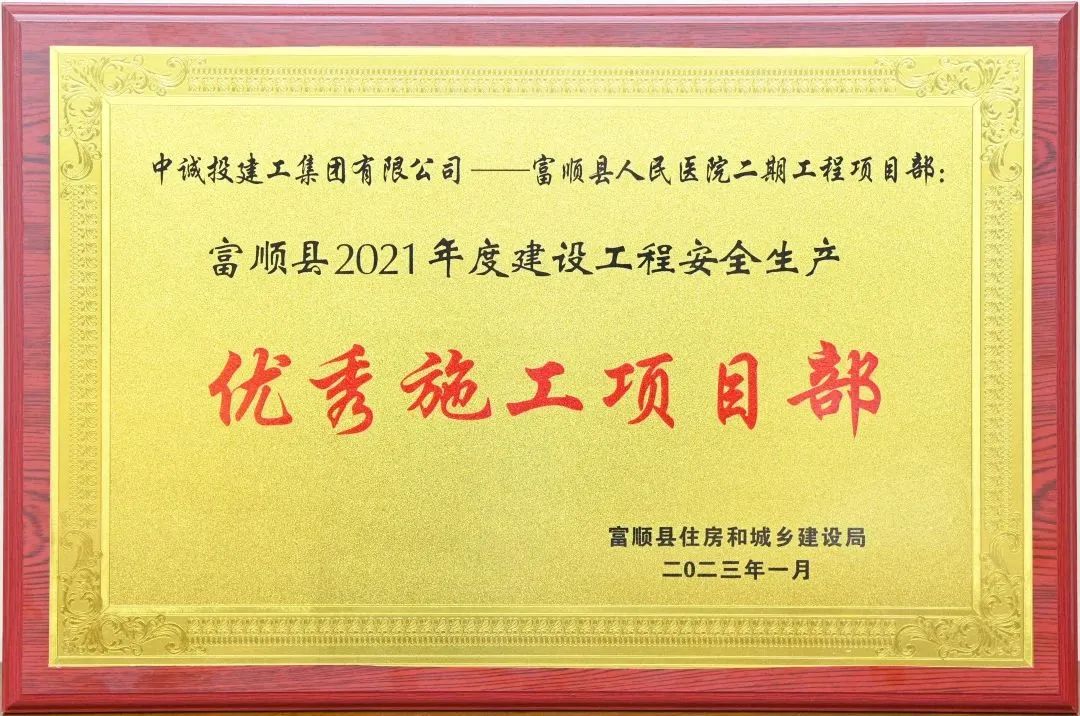 中诚投建工集团有限公司——富顺县人民医院二期工程项目部：
富顺县2021年度建设工程安全生产
优秀施工项目部
富顺县住房和城乡建设局
二0二三年一月